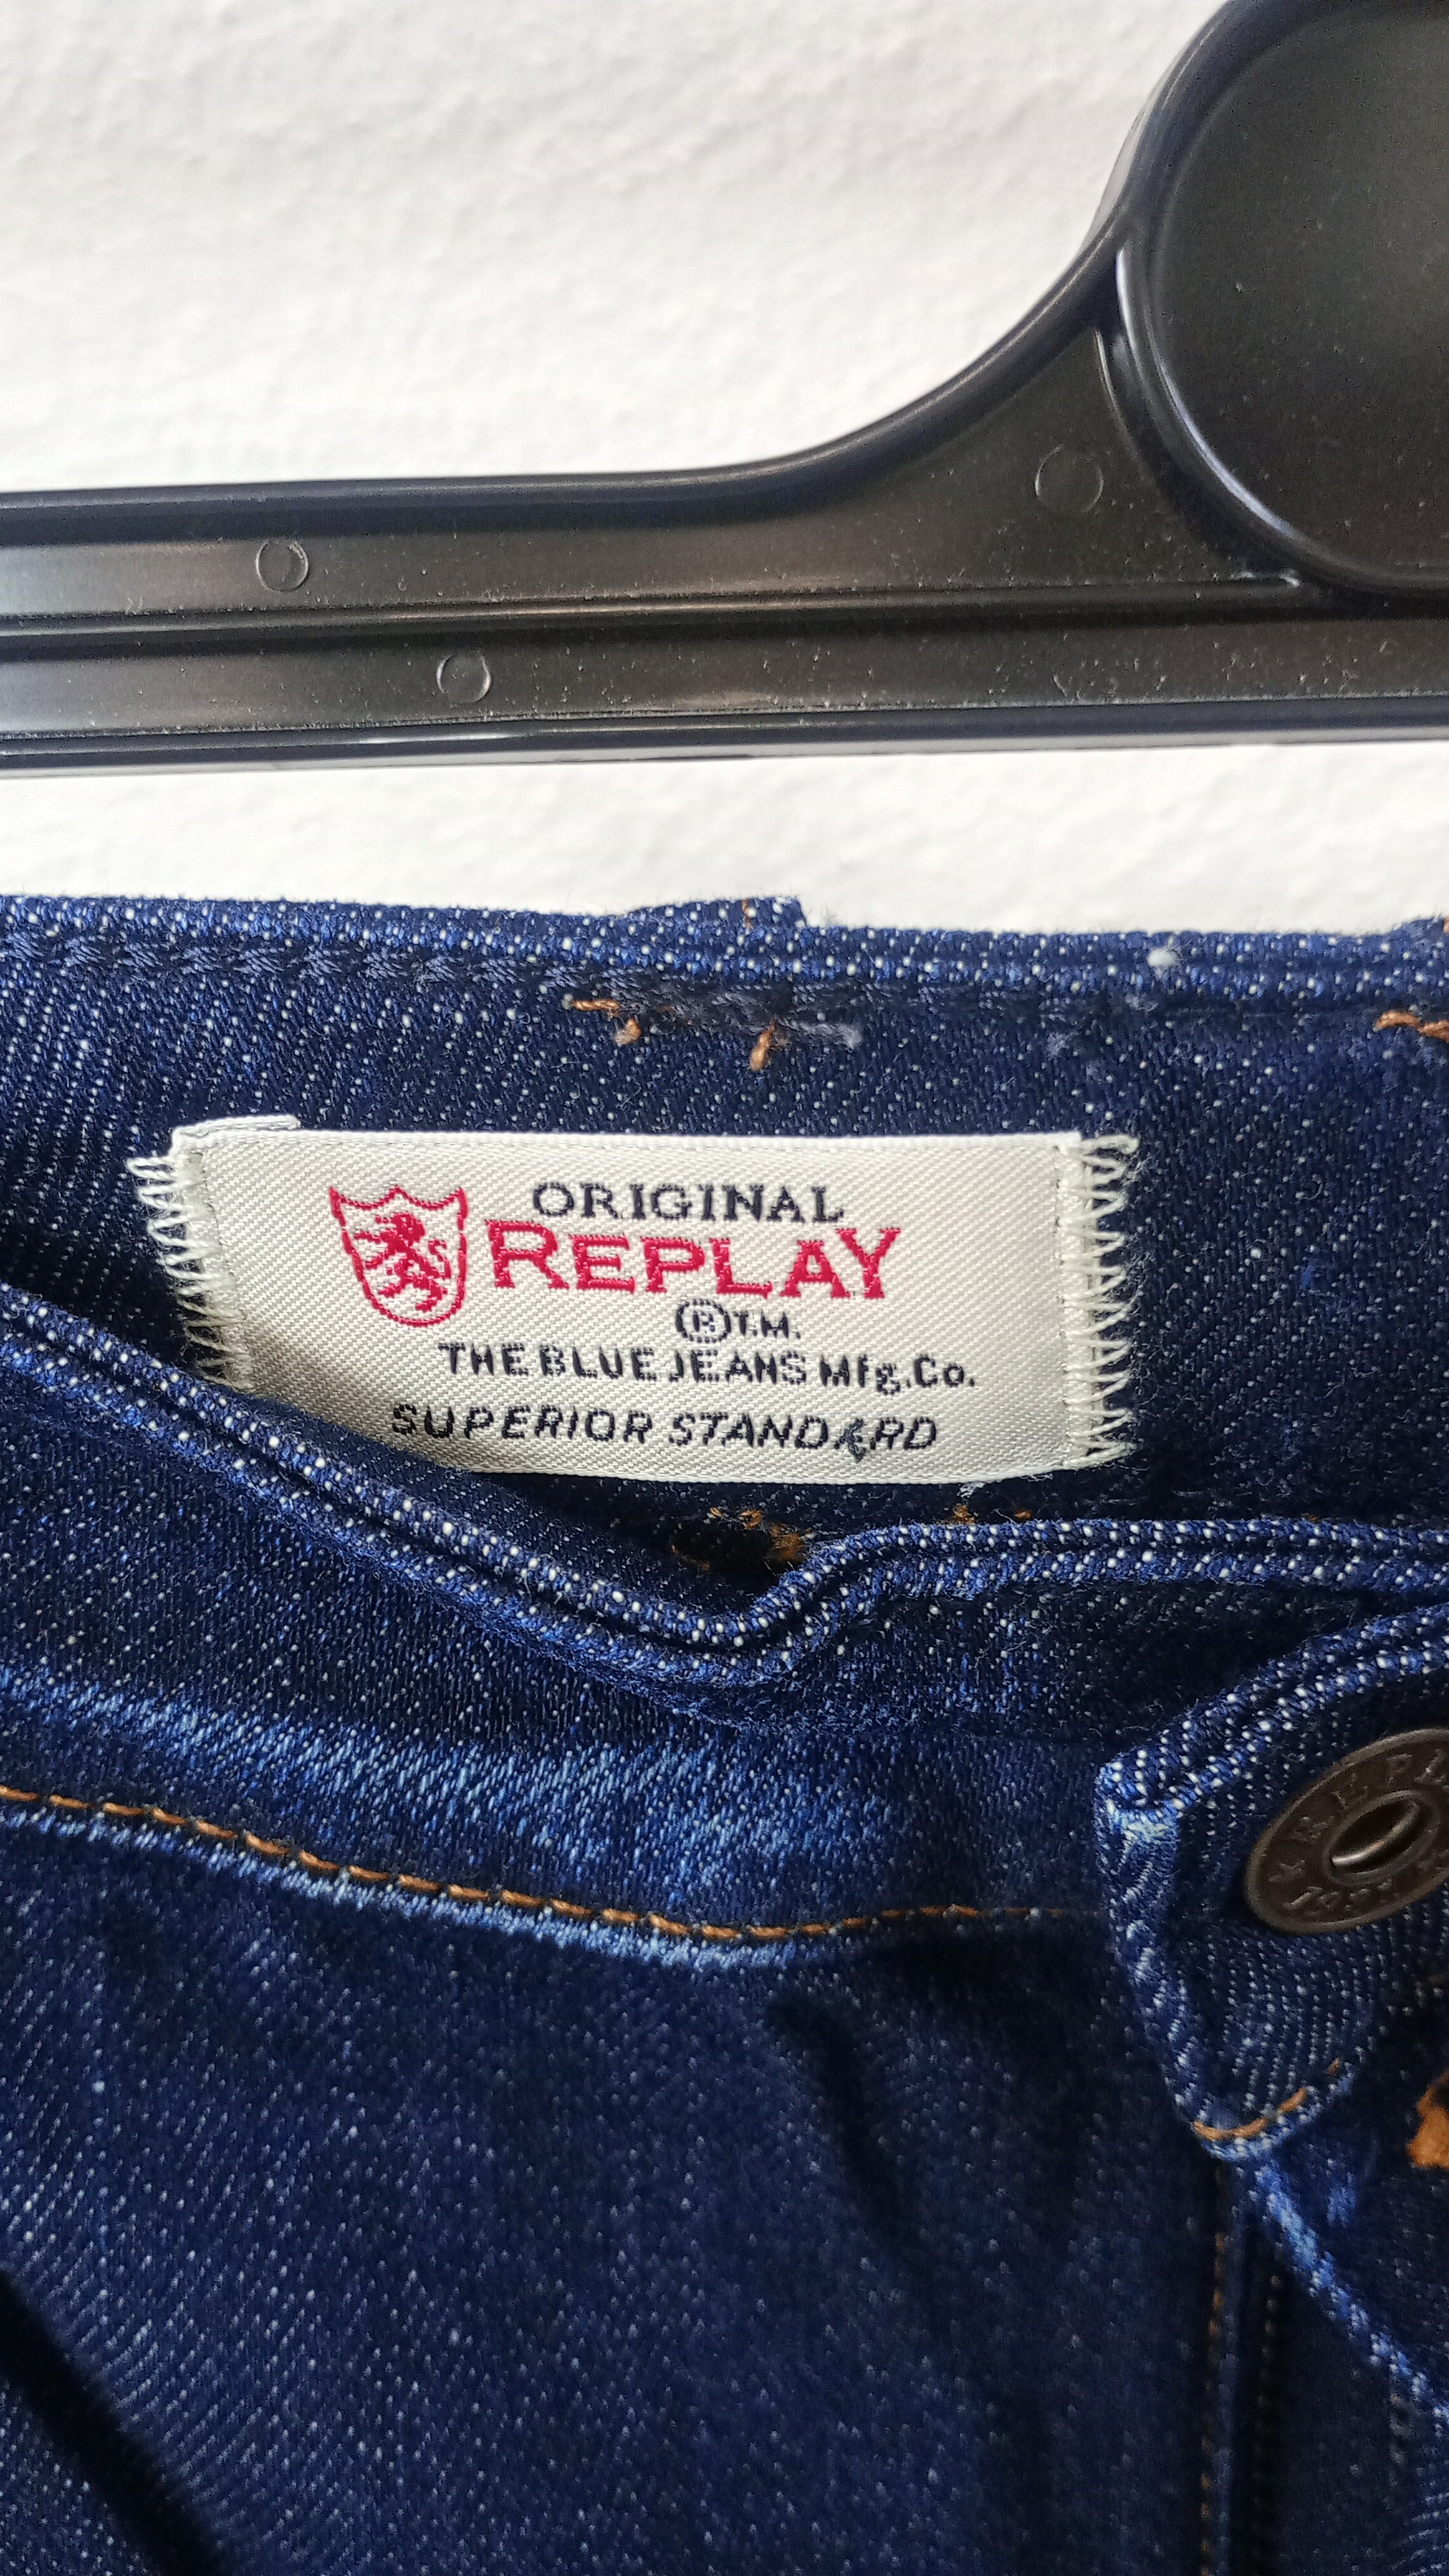 ORIGINAL
REPLAY
® T.M.
THE BLUE JEANS Mfg. Co.
SUPERIOR STANDARD